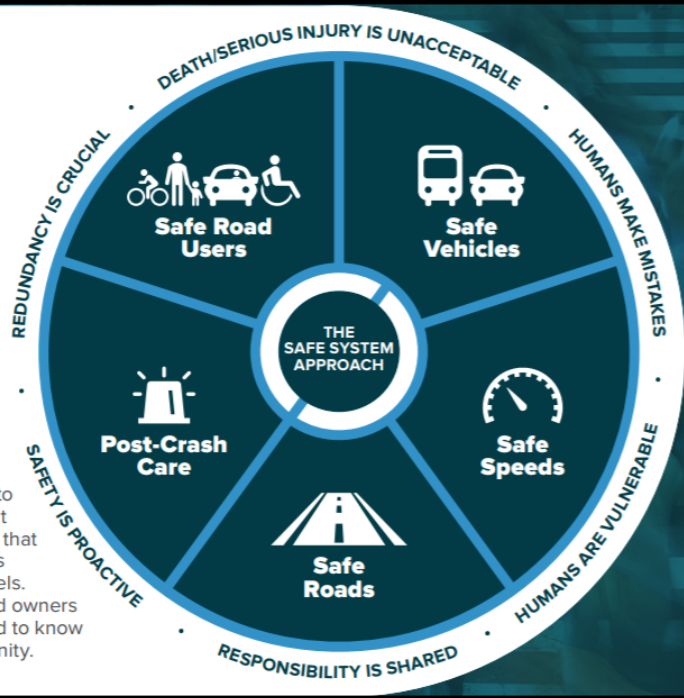 DEATH/SERIOUS INJURY IS UNACCEPTABLE
HUMANS MAKE MISTAKES
HUMANS ARE VULNERABLE
RESPONSIBILITY IS SHARED
SAFETY IS PROACTIVE
REDUNDANCY IS CRUCIAL
Safe Road
Users
Safe
Vehicles
THE
SAFE SYSTEM
APPROACH
Post-Crash
Care
Safe
Speeds
Safe
Roads
to
that
owners
to know